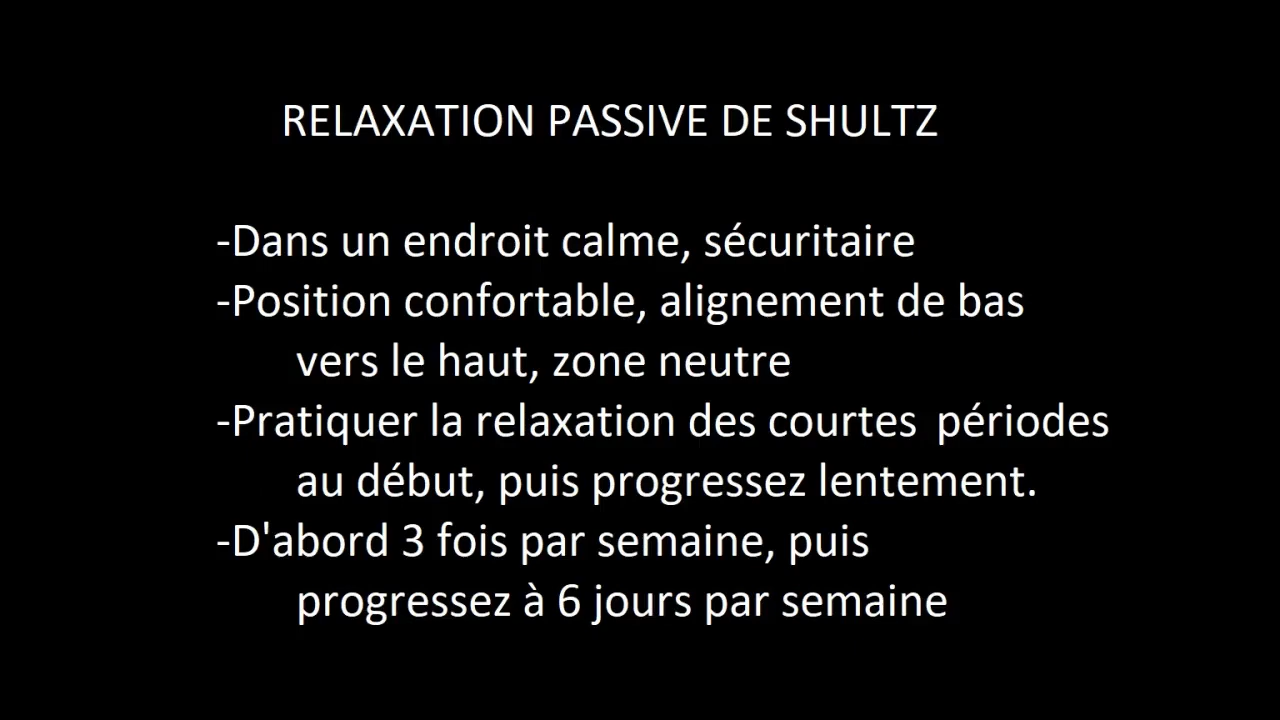 RELAXATION PASSIVE DE SHULTZ
-Dans un endroit calme, sécuritaire
-Position confortable, alignement de bas
vers le haut, zone neutre
-Pratiquer la relaxation des courtes périodes
au début, puis progressez lentement.
-D'abord 3 fois par semaine, puis
progressez à 6 jours par semaine